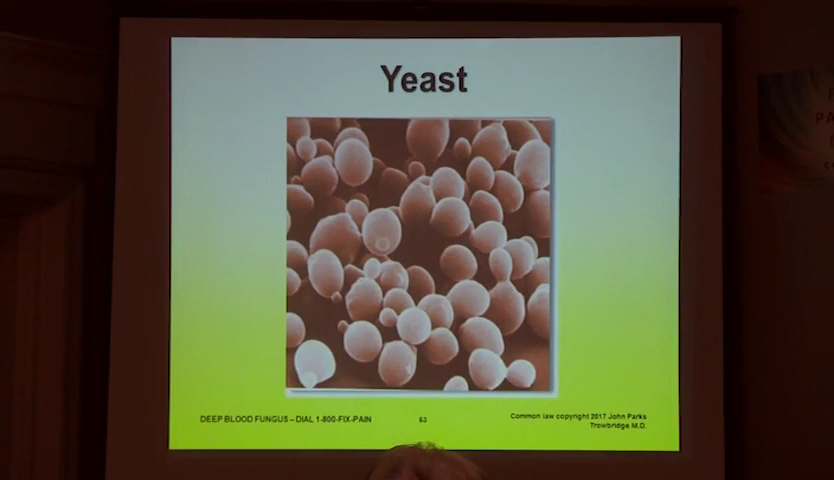 Yeast
DEEP BLOOD FUNGUS – DIAL 1-800-FIX-PAIN
63
Common law copyright 2017 John Parks
Trowbridge M.D.